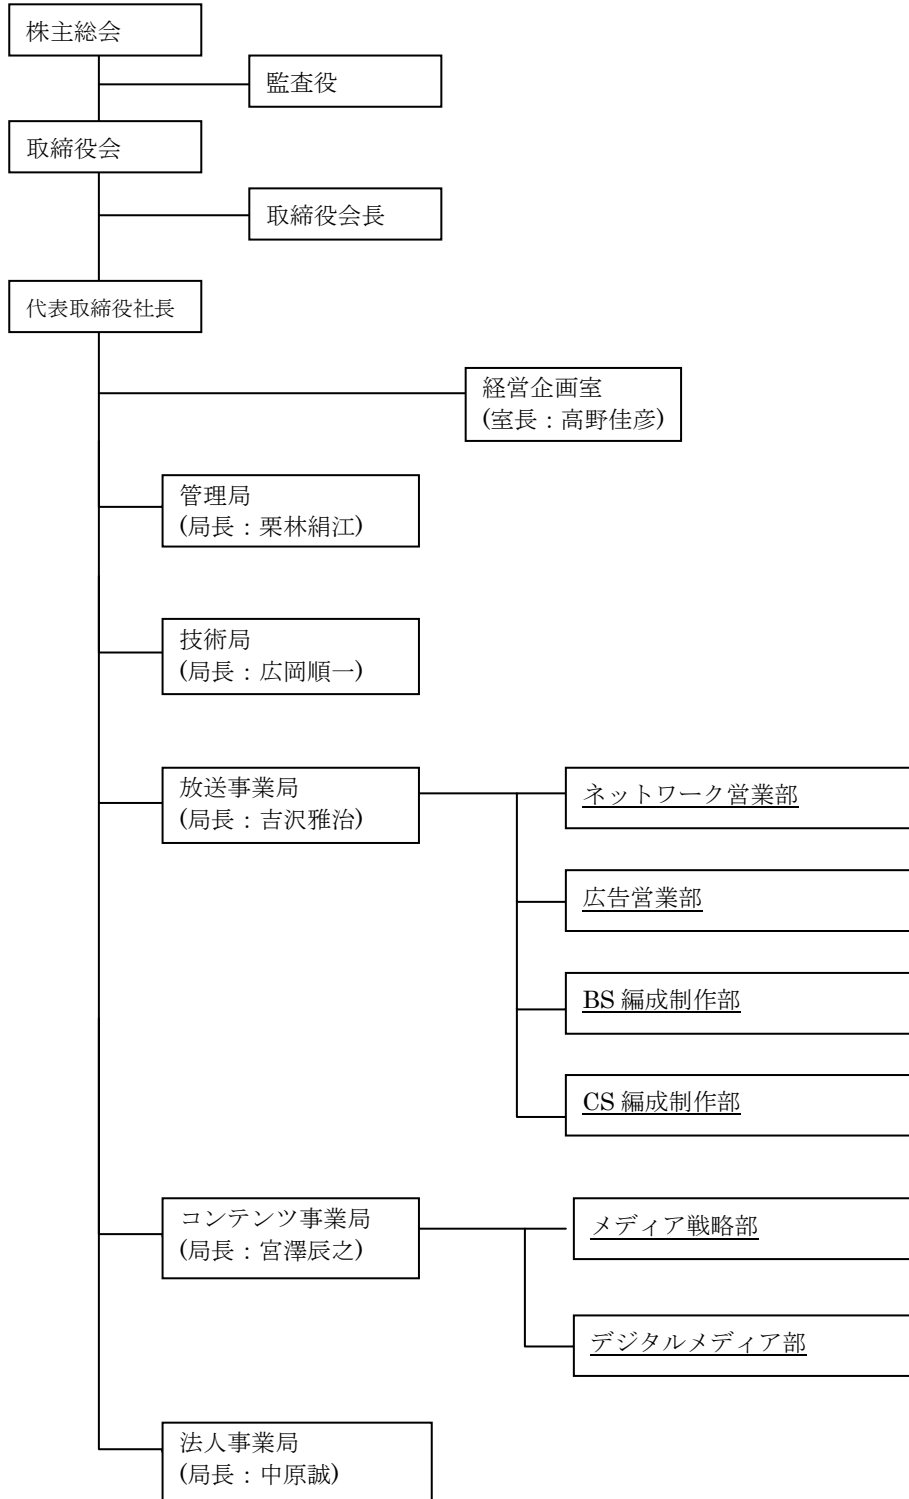 株主総会
監査役
取締役会
取締役会長
代表取締役社長
経営企画室
(室長：高野佳彦)
管理局
(局長：栗林絹江)
技術局
(局長：広岡順一)
放送事業局
(局長：吉沢雅治)
ネットワーク営業部
広告営業部
BS 編成制作部
CS 編成制作部
コンテンツ事業局
(局長：宮澤辰之)
メディア戦略部
デジタルメディア部
法人事業局
(局長：中原誠)